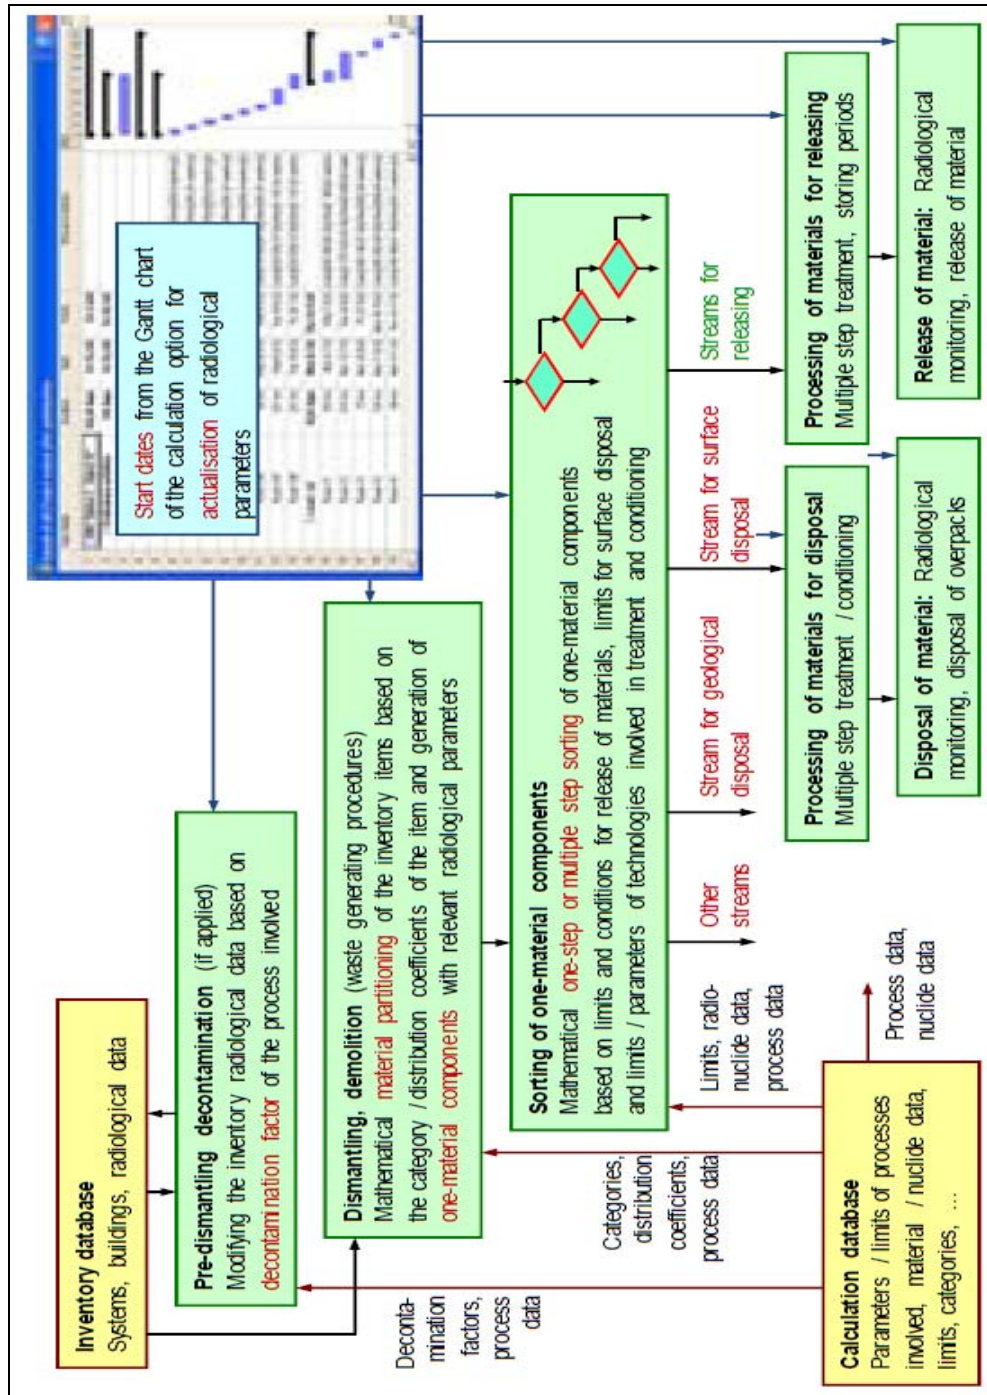 Inventory database
Systems, buildings, radiological data
Pre-dismantling decontamination (if applied)
Modifying the inventory radiological data based on
decontamination factor of the process involved
Start dates from the Gantt chart
of the calculation option for
actualisation of radiological
parameters
Dismantling, demolition (waste generating procedures)
Mathematical material partitioning of the inventory items based on
the category / distribution coefficients of the item and generation of
one-material components with relevant radiological parameters
Deconta-
mination
factors,
process
data
Sorting of one-material components
Mathematical one-step or multiple step sorting of one-material components
based on limits and conditions for release of materials, limits for surface disposal
and limits / parameters of technologies involved in treatment and conditioning
Categories,
distribution
coefficients,
process data
Limits, radio-
nuclide data,
process data
Other
streams
Stream for geological
disposal
Stream for surface
disposal
Streams for
releasing
Calculation database
Parameters / limits of processes
involved, material / nuclide data,
limits, categories, …
Process data,
nuclide data
Processing of materials for disposal
Multiple step treatment / conditioning
Processing of materials for releasing
Multiple step treatment, storing periods
Disposal of material: Radiological
monitoring, disposal of overpacks
Release of material: Radiological
monitoring, release of material